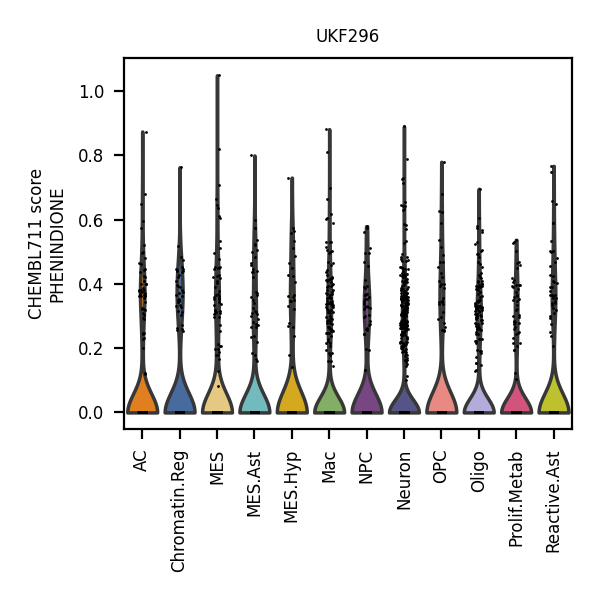 UKF296
CHEMBL711 score
PHENINDIONE
1.0
0.8
0.6
0.4
0.2
0.0
AC
Chromatin.Reg
MES
MES.Ast
MES.Hyp
Mac
NPC
Neuron
OPC
Oligo
Prolif.Metab
Reactive.Ast